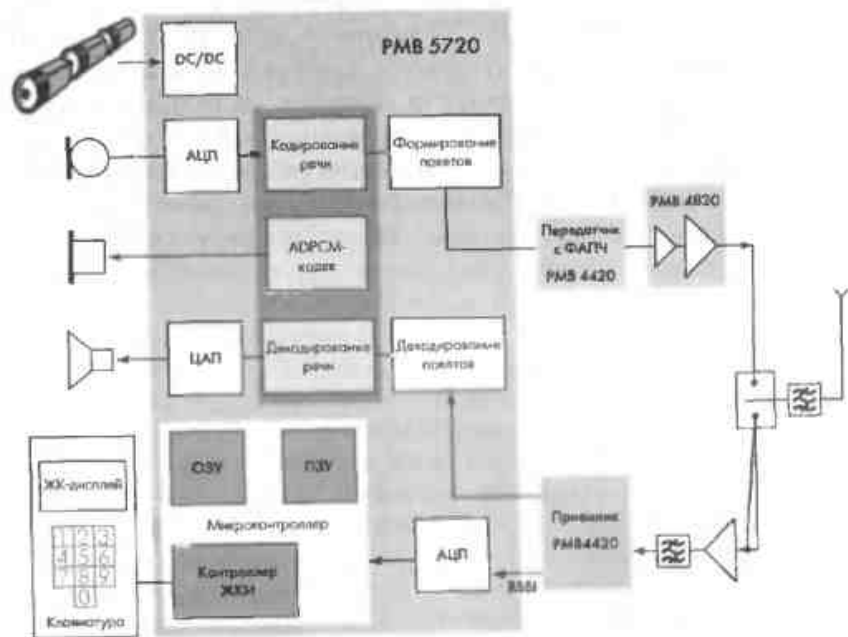 DC/DC
PMB 5720
АЦП
Кодирование
речи
Формирование
пакетов
ADPCM-
кодек
Передатчик
с ФАПЧ
PMB 4420
PMB 4820
ЦАП
Декодирование
речи
Декодирование
пакетов
ОЗУ
ПЗУ
Микроконтроллер
Контроллер
ЖКИ
АЦП
RSSI
Приемник
PMB4420
ЖК-дисплей
1 2 3
4 5 6
7 8 9
0
Клавиатура